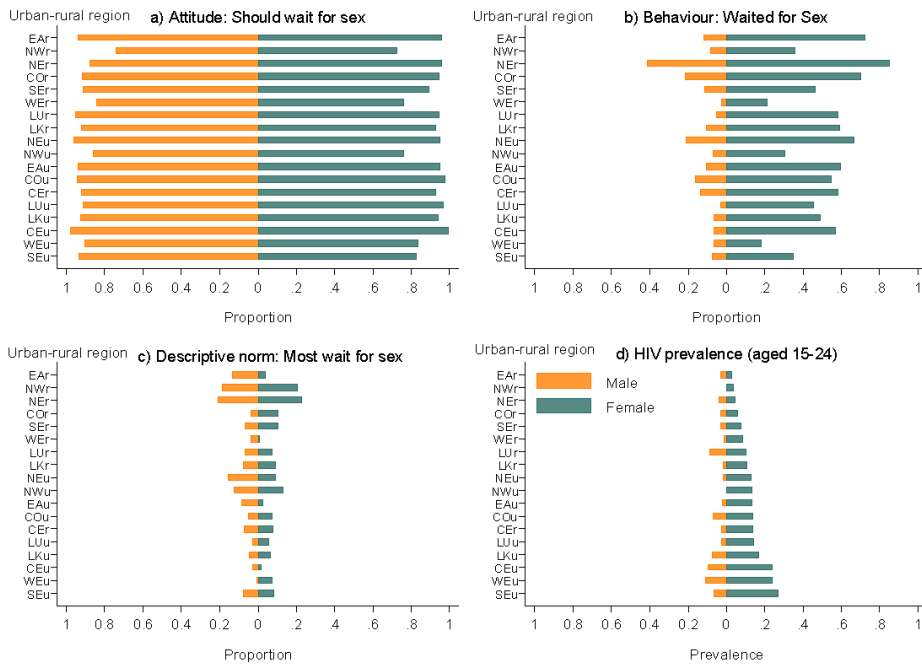 Urban-rural region
a) Attitude: Should wait for sex
EAr
NWr
NEr
COr
SEr
WEr
LUr
LKr
NEu
NWu
EAu
COu
CEr
LUu
LKu
CEu
WEu
SEu
1 0.8 0.6 0.4 0.2 0 .2 .4 .6 .8 1
Proportion
Urban-rural region
b) Behaviour: Waited for Sex
EAr
NWr
NEr
COr
SEr
WEr
LUr
LKr
NEu
NWu
EAu
COu
CEr
LUu
LKu
CEu
WEu
SEu
1 0.8 0.6 0.4 0.2 0 .2 .4 .6 .8 1
Proportion
Urban-rural region
c) Descriptive norm: Most wait for sex
EAr
NWr
NEr
COr
SEr
WEr
LUr
LKr
NEu
NWu
EAu
COu
CEr
LUu
LKu
CEu
WEu
SEu
1 0.8 0.6 0.4 0.2 0 .2 .4 .6 .8 1
Proportion
Urban-rural region
d) HIV prevalence (aged 15-24)
Male
Female
EAr
NWr
NEr
COr
SEr
WEr
LUr
LKr
NEu
NWu
EAu
COu
CEr
LUu
LKu
CEu
WEu
SEu
1 0.8 0.6 0.4 0.2 0 .2 .4 .6 .8 1
Prevalence